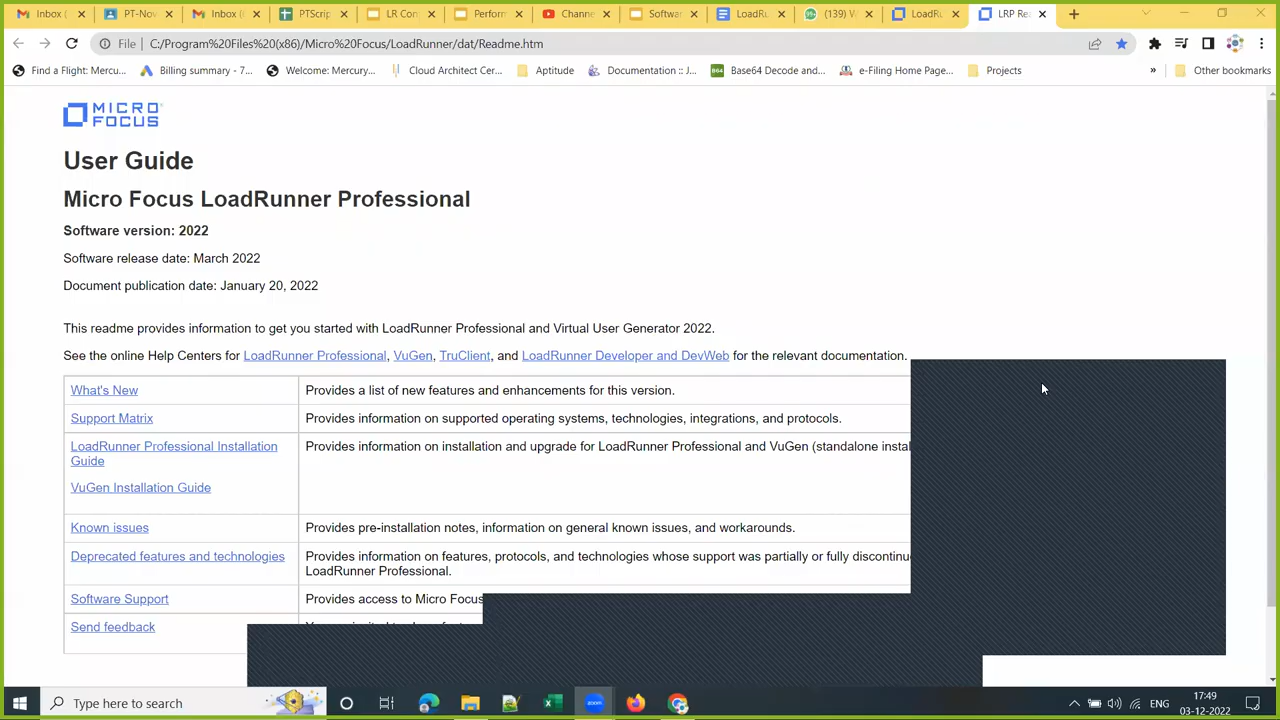 Inbox (
PT-Nov
Inbox (
PTScrip
LR Con
Perform
Channe
Softwar
LoadRu
(139) V
LoadRu
LRP Rea
File
C:/Program%20Files%20(x86)/Micro%20Focus/LoadRunner/dat/Readme.htm
Find a Flight: Mercu...
Billing summary - 7...
Welcome: Mercury...
Cloud Architect Cer...
Aptitude
Documentation :: J...
Base64 Decode and...
e-Filing Home Page...
Projects
»
Other bookmarks
MICRO
FOCUS
User Guide
Micro Focus LoadRunner Professional
Software version: 2022
Software release date: March 2022
Document publication date: January 20, 2022
This readme provides information to get you started with LoadRunner Professional and Virtual User Generator 2022.
See the online Help Centers for LoadRunner Professional, VuGen, TruClient, and LoadRunner Developer and DevWeb for the relevant documentation.
What's New
Provides a list of new features and enhancements for this version.
Support Matrix
Provides information on supported operating systems, technologies, integrations, and protocols.
LoadRunner Professional Installation
Guide
VuGen Installation Guide
Provides information on installation and upgrade for LoadRunner Professional and VuGen (standalone instal
Known issues
Provides pre-installation notes, information on general known issues, and workarounds.
Deprecated features and technologies
Provides information on features, protocols, and technologies whose support was partially or fully discontinu
LoadRunner Professional.
Software Support
Provides access to Micro Focus
Send feedback
Type here to search
zoom
ENG
17:49
03-12-2022